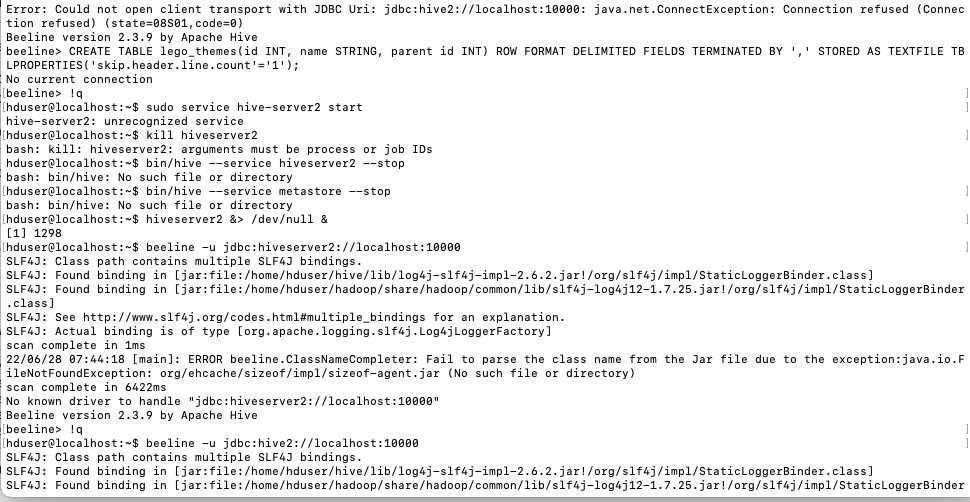 Error: Could not open client transport with JDBC Uri: jdbc:hive2://localhost:10000: java.net.ConnectException: Connection refused (Connec
tion refused) (state=08S01,code=0)
Beeline version 2.3.9 by Apache Hive
beeline> CREATE TABLE lego_themes(id INT, name STRING, parent id INT) ROW FORMAT DELIMITED FIELDS TERMINATED BY ',' STORED AS TEXTFILE TB
LPROPERTIES('skip.header.line.count'='1');
No current connection
[beeline> !q ]
[hduser@localhost:~$ sudo service hive-server2 start ]
hive-server2: unrecognized service
[hduser@localhost:~$ kill hiveserver2 ]
bash: kill: hiveserver2: arguments must be process or job IDs
hduser@localhost:~$ bin/hive --service hiveserver2 --stop
bash: bin/hive: No such file or directory
[hduser@localhost:~$ bin/hive --service metastore --stop ]
bash: bin/hive: No such file or directory
[hduser@localhost:~$ hiveserver2 &> /dev/null & ]
[1] 1298
[hduser@localhost:~$ beeline -u jdbc:hiveserver2://localhost:10000 ]
SLF4J: Class path contains multiple SLF4J bindings.
SLF4J: Found binding in [jar:file:/home/hduser/hive/lib/log4j-slf4j-impl-2.6.2.jar!/org/slf4j/impl/StaticLoggerBinder.class]
SLF4J: Found binding in [jar:file:/home/hduser/hadoop/share/hadoop/common/lib/slf4j-log4j12-1.7.25.jar!/org/slf4j/impl/StaticLoggerBinder
.class]
SLF4J: See http://www.slf4j.org/codes.html#multiple_bindings for an explanation.
SLF4J: Actual binding is of type [org.apache.logging.slf4j.Log4jLoggerFactory]
scan complete in 1ms
22/06/28 07:44:18 [main]: ERROR beeline.ClassNameCompleter: Fail to parse the class name from the Jar file due to the exception:java.io.F
ileNotFoundException: org/ehcache/sizeof/impl/sizeof-agent.jar (No such file or directory)
scan complete in 6422ms
No known driver to handle "jdbc:hiveserver2://localhost:10000"
Beeline version 2.3.9 by Apache Hive
[beeline> !q ]
[hduser@localhost:~$ beeline -u jdbc:hive2://localhost:10000 ]
SLF4J: Class path contains multiple SLF4J bindings.
SLF4J: Found binding in [jar:file:/home/hduser/hive/lib/log4j-slf4j-impl-2.6.2.jar!/org/slf4j/impl/StaticLoggerBinder.class]
SLF4J: Found binding in [jar:file:/home/hduser/hadoop/share/hadoop/common/lib/slf4j-log4j12-1.7.25.jar!/org/slf4j/impl/StaticLoggerBinder